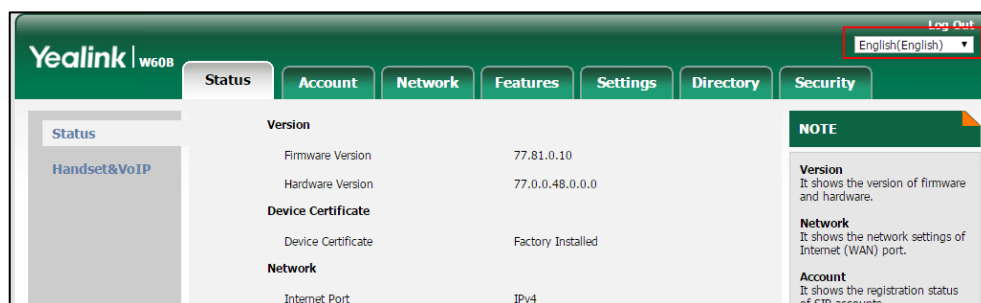 Log Out
English(English)
Yealink W60B
Status Account Network Features Settings Directory Security
Status
Handset&VoIP
Version
Firmware Version 77.81.0.10
Hardware Version 77.0.0.48.0.0.0
Device Certificate
Device Certificate Factory Installed
Network
Internet Port IPv4
NOTE
Version
It shows the version of firmware
and hardware.
Network
It shows the network settings of
Internet (WAN) port.
Account
It shows the registration status
of SIP accounts